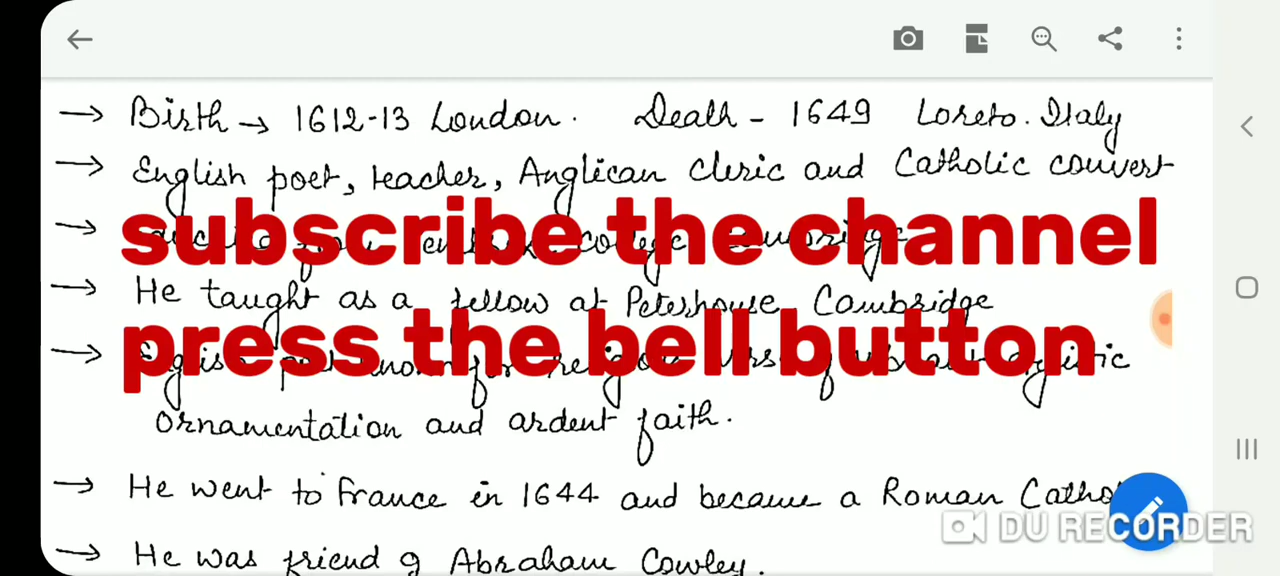 → Birth → 1612-13 London. Death - 1649 Loreto. Italy
→ English poet, teacher, Anglican cleric and Catholic convert
subscribe the channel
→ college
→ He taught as a fellow at Peterhouse Cambridge
press the bell button
→
ornamentation and ardent faith.
→ He went to France in 1644 and became a Roman
→ He was friend of Abraham Cowley.
DU RECORDER